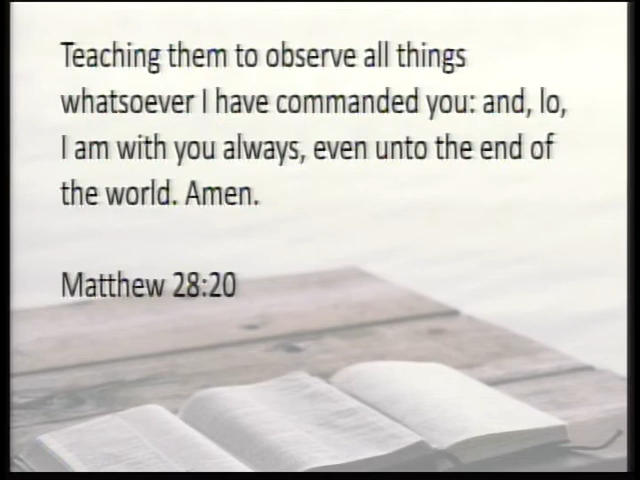 Teaching them to observe all things
whatsoever I have commanded you: and, lo,
I am with you always, even unto the end of
the world. Amen.
Matthew 28:20